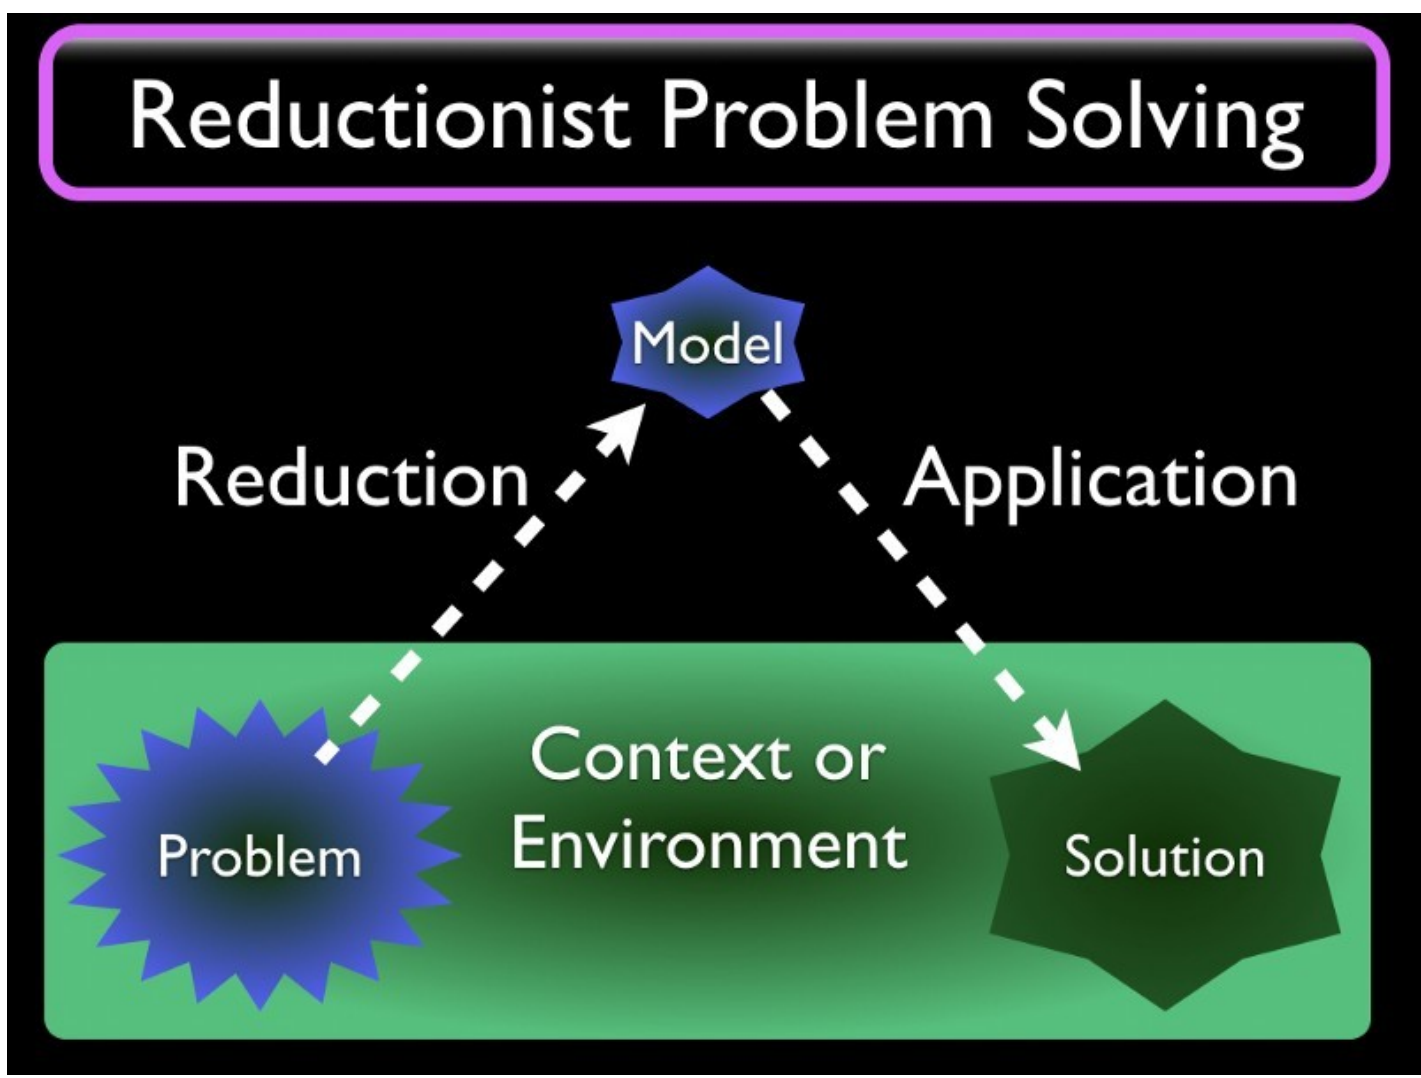 Reductionist Problem Solving
Model
Reduction
Application
Context or
Environment
Problem
Solution